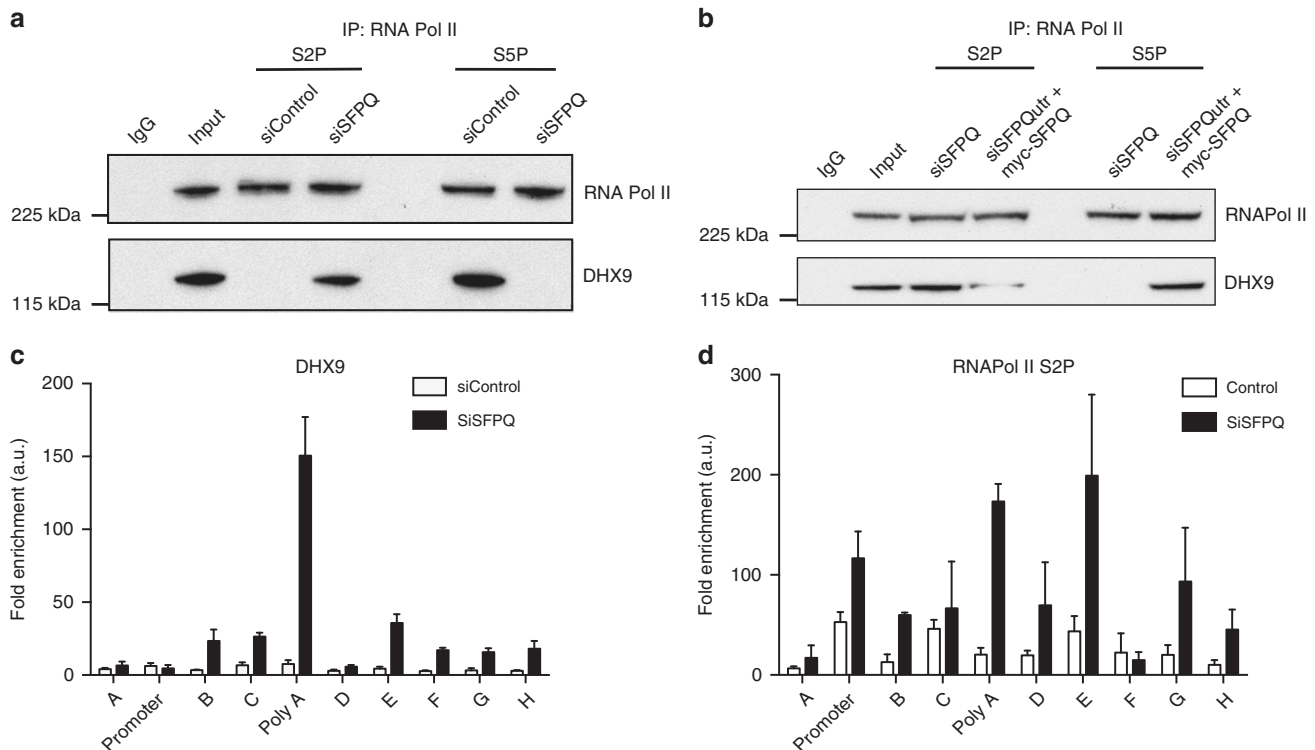 a
IP: RNA Pol II
S2P
S5P
IgG
Input
siControl
siSFPQ
siControl
siSFPQ
RNA Pol II
225 kDa
DHX9
115 kDa
b
IP: RNA Pol II
S2P
S5P
IgG
Input
siSFPQ
siSFPQutr +
myc-SFPQ
siSFPQ
siSFPQutr +
myc-SFPQ
RNAPol II
225 kDa
DHX9
115 kDa
c
DHX9
siControl
SiSFPQ
Fold enrichment (a.u.)
200
150
100
50
0
A
Promoter
B
C
Poly A
D
E
F
G
H
d
RNAPol II S2P
Control
SiSFPQ
Fold enrichment (a.u.)
300
200
100
0
A
Promoter
B
C
Poly A
D
E
F
G
H